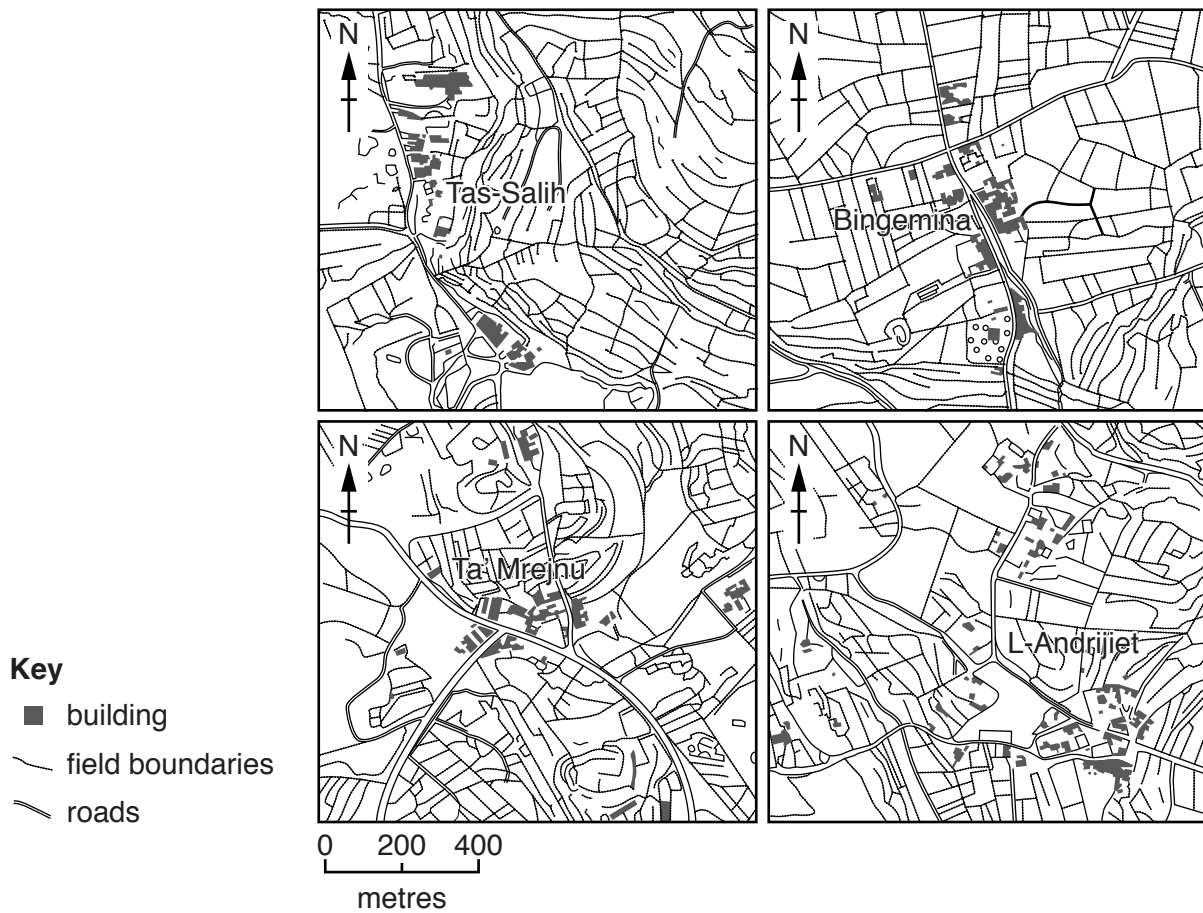 N
Tas-Salih
N
Bingemina
N
Ta' Mrejnu
N
L-Andrijiet
Key
building
field boundaries
roads
0 200 400
metres